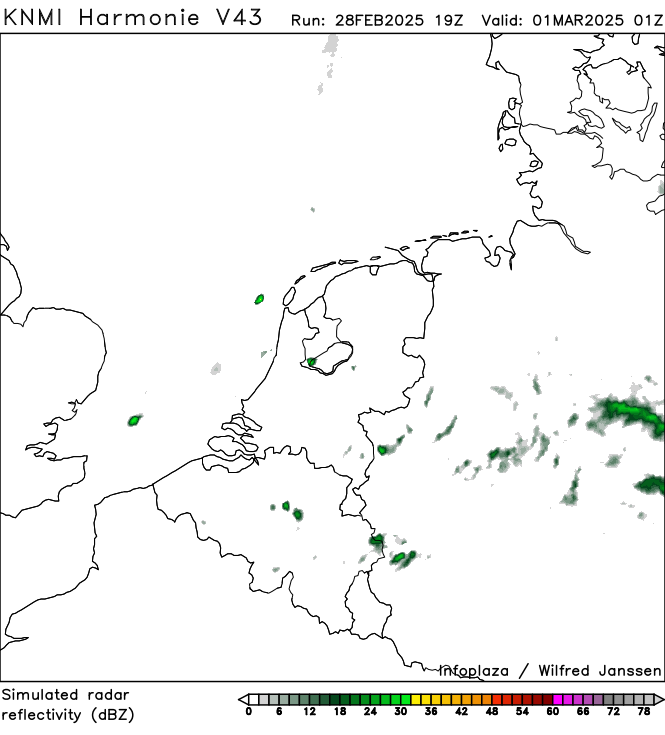 KNMI Harmonie V43 Run: 28FEB2025 19Z Valid: 01MAR2025 01Z
Infoplaza / Wilfred Janssen
Simulated radar
reflectivity (dBZ)
0 6 12 18 24 30 36 42 48 54 60 66 72 78